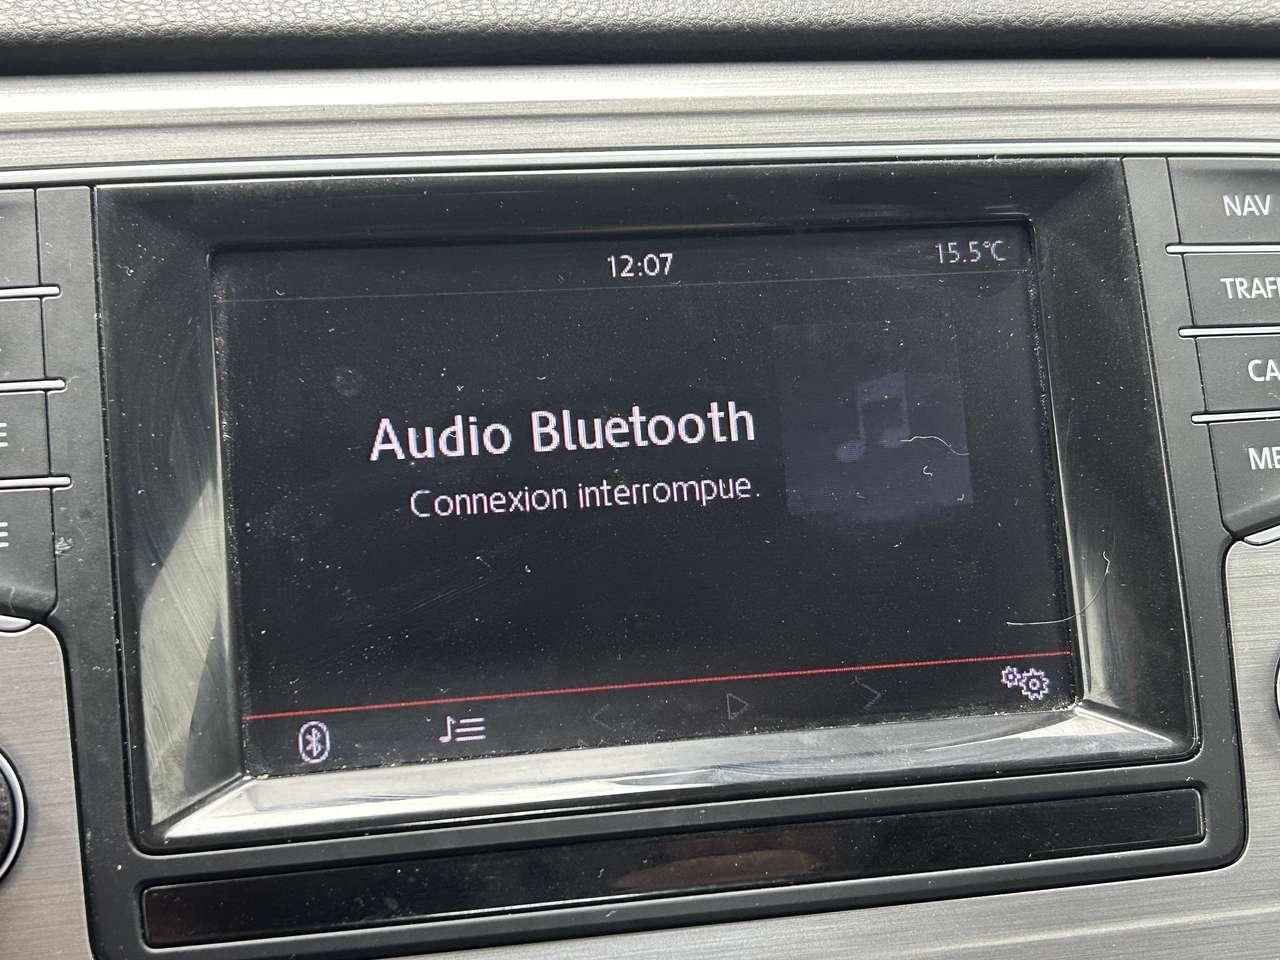 12:07
15.5°C
Audio Bluetooth
Connexion interrompue.
NAV